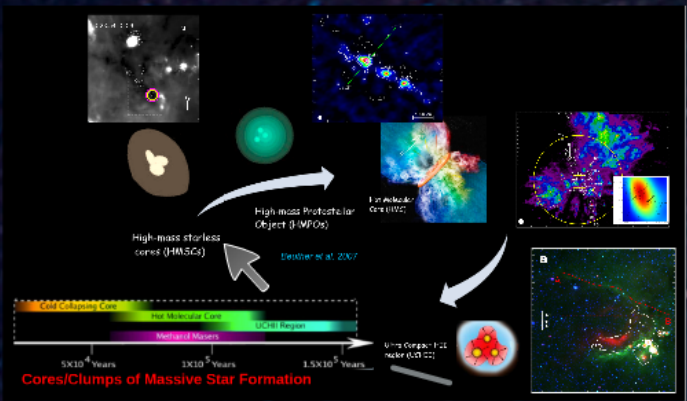 High-mass starless
cores (HMSCs)
High-mass Protostellar
Object (HMPOs)
Hot Molecular
Core (HMC)
Beuther et al. 2007
Cold Collapsing Core
Hot Molecular Core
UCHII Region
Methanol Masers
5X10⁴ Years
1X10⁵ Years
1.5X10⁵ Years
Ultra Compact HII
region (UCHII)
Cores/Clumps of Massive Star Formation